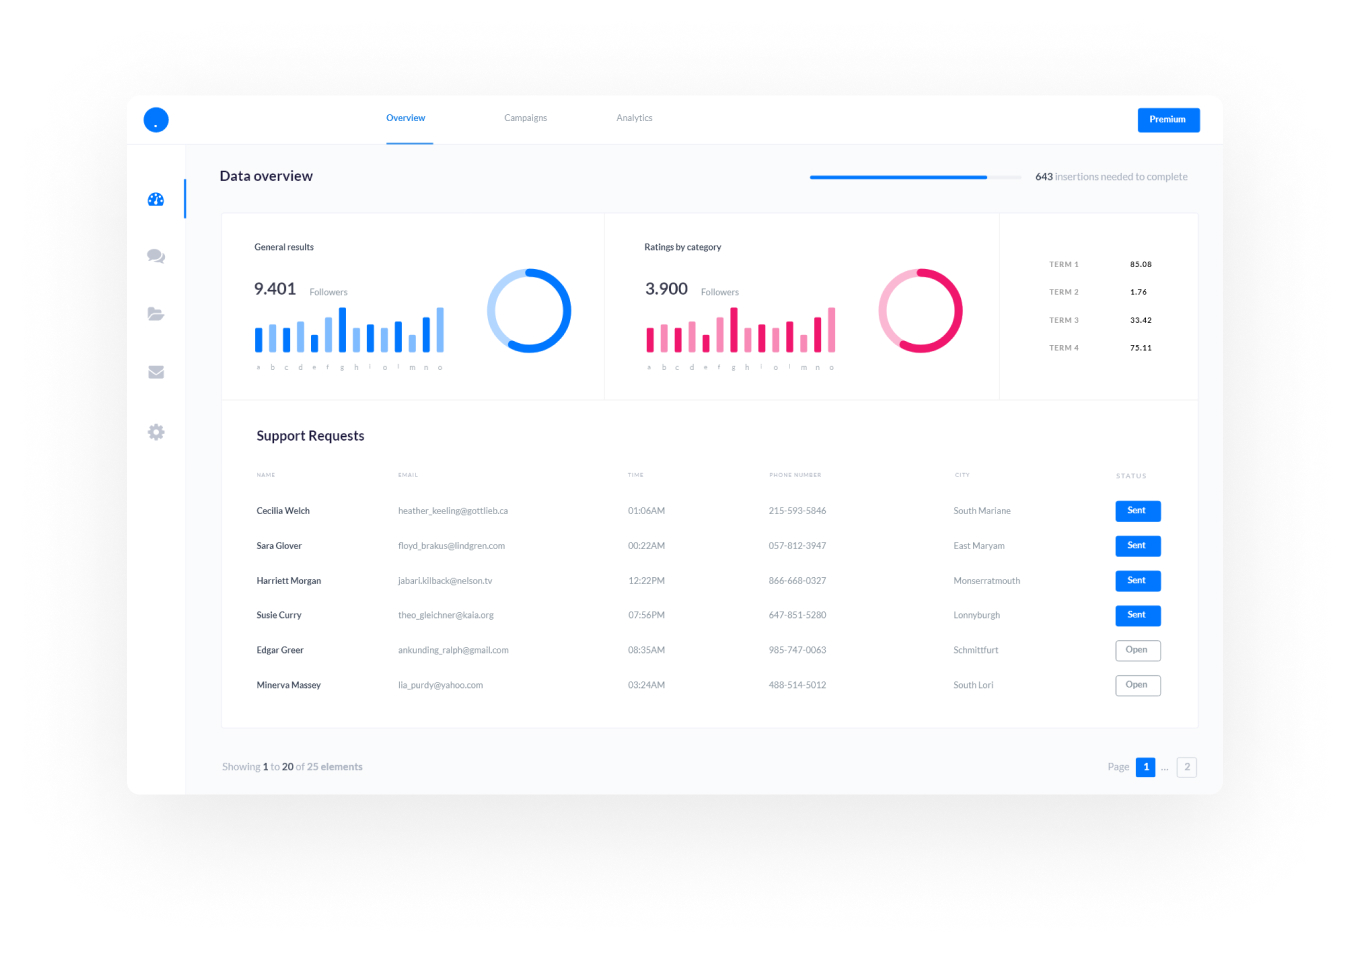 Overview Campaigns Analytics Premium
Data overview 643 insertions needed to complete
General results
9.401 Followers
a b c d e f g h i o l m n o
Ratings by category
3.900 Followers
a b c d e f g h i o l m n o
TERM 1 85.08
TERM 2 1.76
TERM 3 33.42
TERM 4 75.11
Support Requests
NAME EMAIL TIME PHONE NUMBER CITY STATUS
Cecilia Welch heather_keeling@gottlieb.ca 01:06AM 215-593-5846 South Mariane Sent
Sara Glover floyd_brakus@lindgren.com 00:22AM 057-812-3947 East Maryam Sent
Harriett Morgan jabari.kilback@nelson.tv 12:22PM 866-668-0327 Monserratmouth Sent
Susie Curry theo_gleichner@kaia.org 07:56PM 647-851-5280 Lonnyburgh Sent
Edgar Greer ankunding_ralph@gmail.com 08:35AM 985-747-0063 Schmittfurt Open
Minerva Massey lia_purdy@yahoo.com 03:24AM 488-514-5012 South Lori Open
Showing 1 to 20 of 25 elements Page 1 ... 2